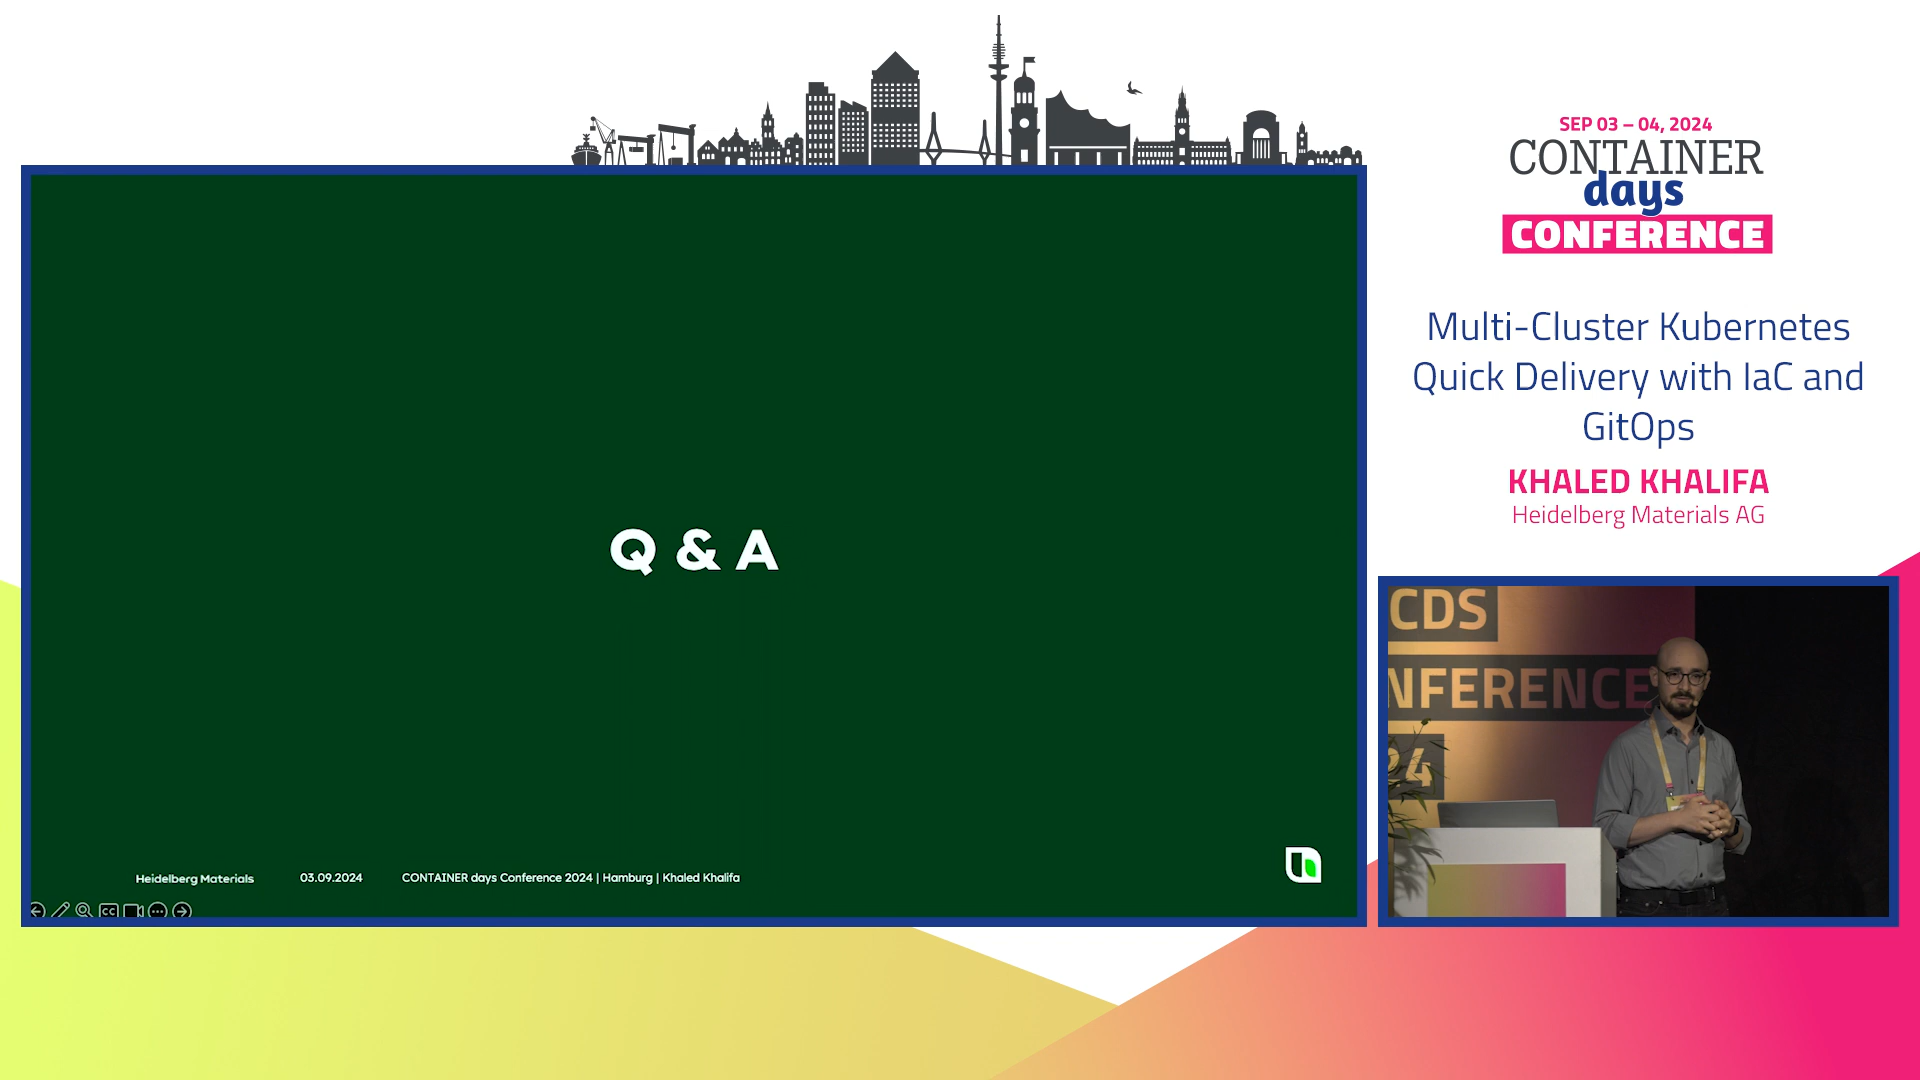 SEP 03 – 04, 2024
CONTAINER
days
CONFERENCE
Multi-Cluster Kubernetes
Quick Delivery with IaC and
GitOps
KHALED KHALIFA
Heidelberg Materials AG
Q & A
Heidelberg Materials 03.09.2024 CONTAINER days Conference 2024 | Hamburg | Khaled Khalifa
CC
CDS
NFERENCE
24